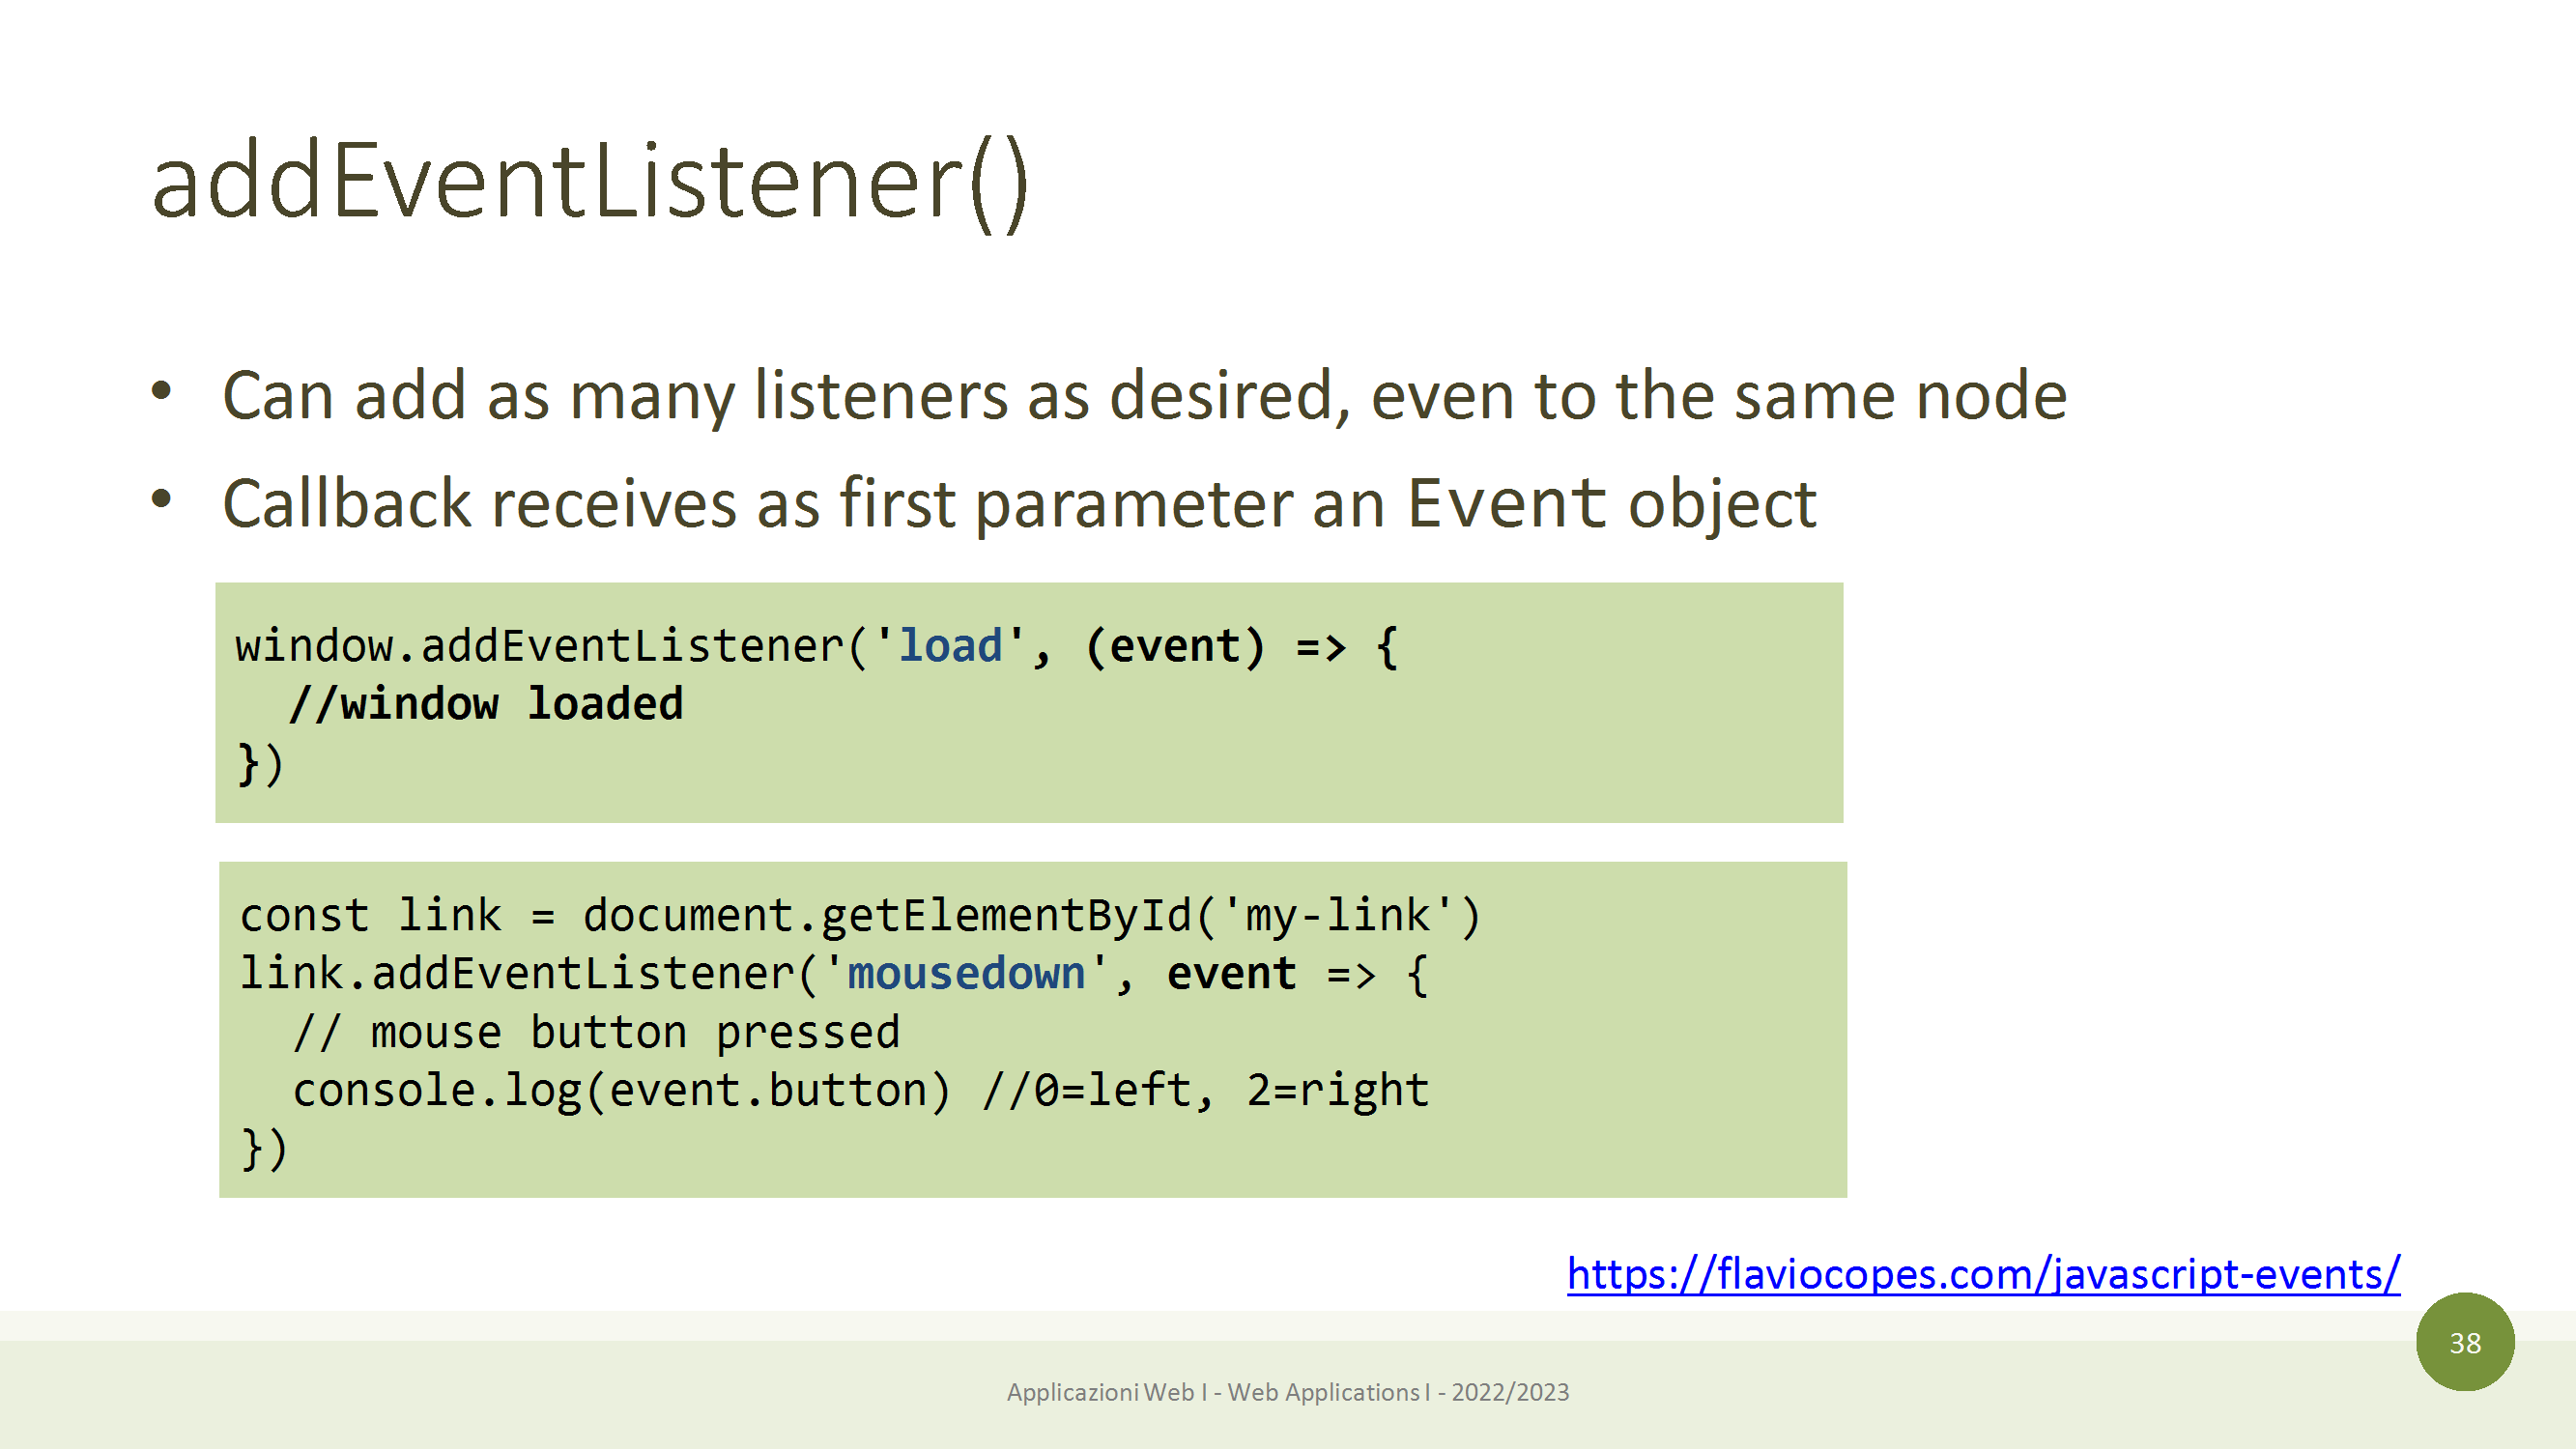 addEventListener()
• Can add as many listeners as desired, even to the same node
• Callback receives as first parameter an Event object
window.addEventListener('load', (event) => {
  //window loaded
})
const link = document.getElementById('my-link')
link.addEventListener('mousedown', event => {
  // mouse button pressed
  console.log(event.button) //0=left, 2=right
})
https://flaviocopes.com/javascript-events/
38
Applicazioni Web I - Web Applications I - 2022/2023